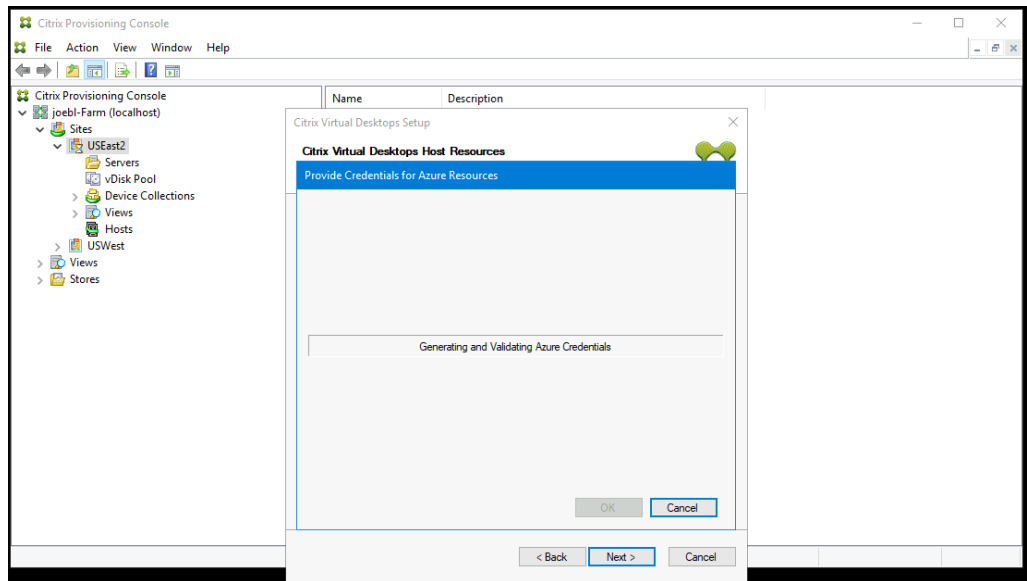 Citrix Provisioning Console
File Action View Window Help
Citrix Provisioning Console
joebl-Farm (localhost)
Sites
USEast2
Servers
vDisk Pool
Device Collections
Views
Hosts
USWest
Views
Stores
Name Description
Citrix Virtual Desktops Setup
Citrix Virtual Desktops Host Resources
Provide Credentials for Azure Resources
Generating and Validating Azure Credentials
OK Cancel
< Back Next > Cancel